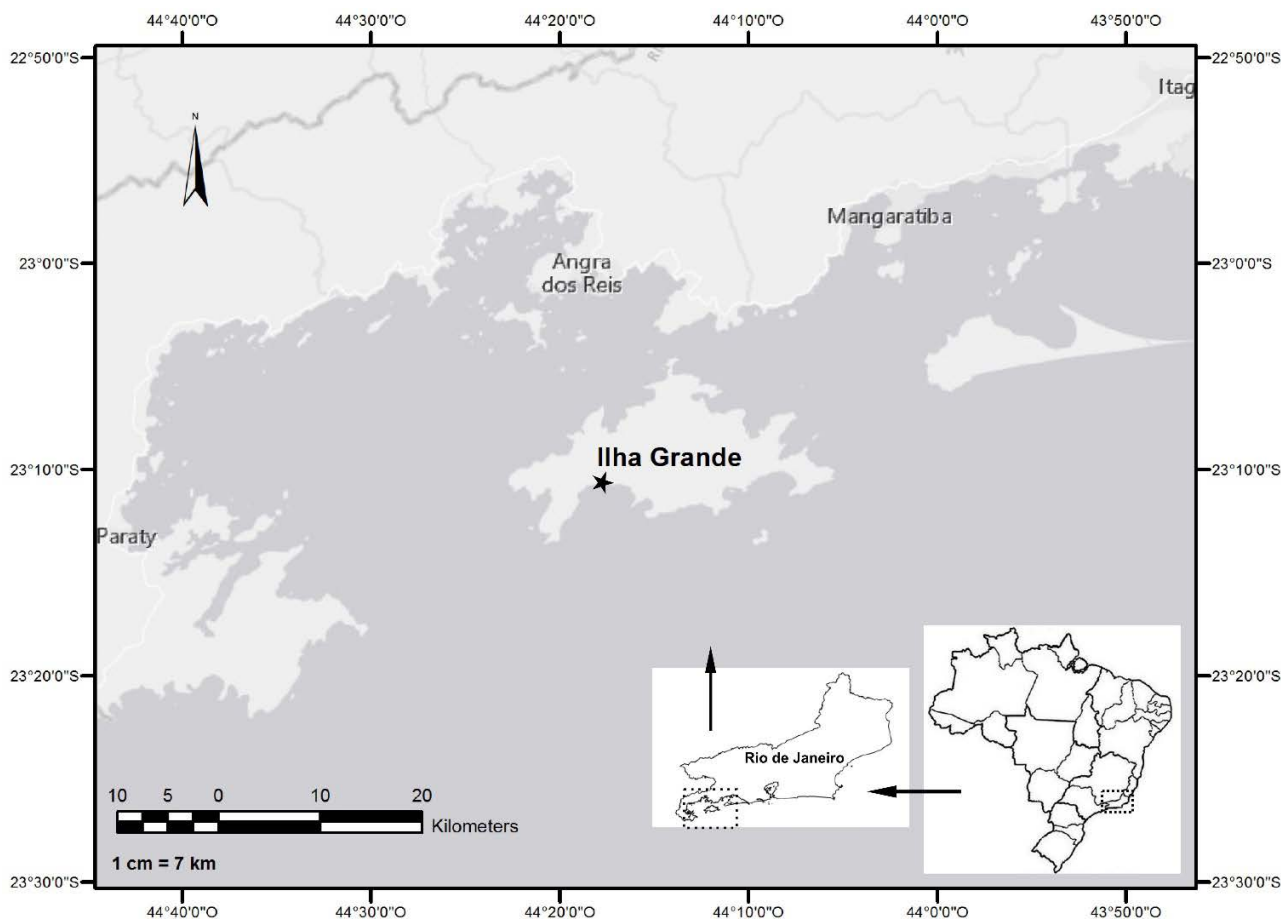 44°40'0"O 44°30'0"O 44°20'0"O 44°10'0"O 44°0'0"O 43°50'0"O
22°50'0"S 22°50'0"S
Itag
N
Mangaratiba
23°0'0"S 23°0'0"S
Angra
dos Reis
Ilha Grande
23°10'0"S 23°10'0"S
Paraty
23°20'0"S 23°20'0"S
Rio de Janeiro
10 5 0 10 20
Kilometers
1 cm = 7 km
23°30'0"S 23°30'0"S
44°40'0"O 44°30'0"O 44°20'0"O 44°10'0"O 44°0'0"O 43°50'0"O